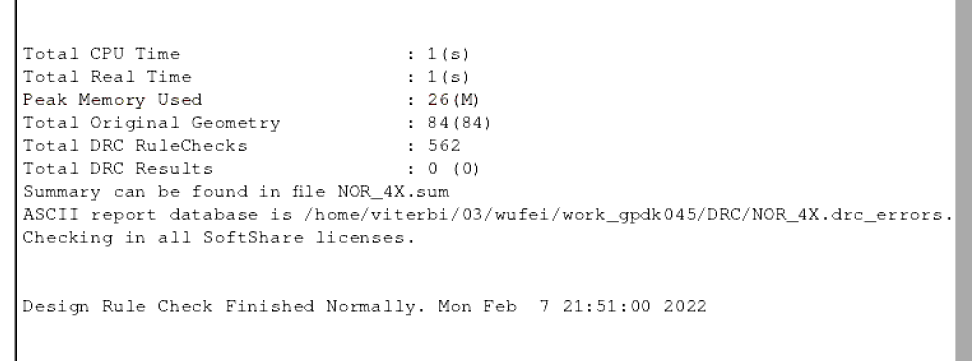 Total CPU Time : 1(s)
Total Real Time : 1(s)
Peak Memory Used : 26(M)
Total Original Geometry : 84(84)
Total DRC RuleChecks : 562
Total DRC Results : 0 (0)
Summary can be found in file NOR_4X.sum
ASCII report database is /home/viterbi/03/wufei/work_gpdk045/DRC/NOR_4X.drc_errors.
Checking in all SoftShare licenses.
Design Rule Check Finished Normally. Mon Feb 7 21:51:00 2022